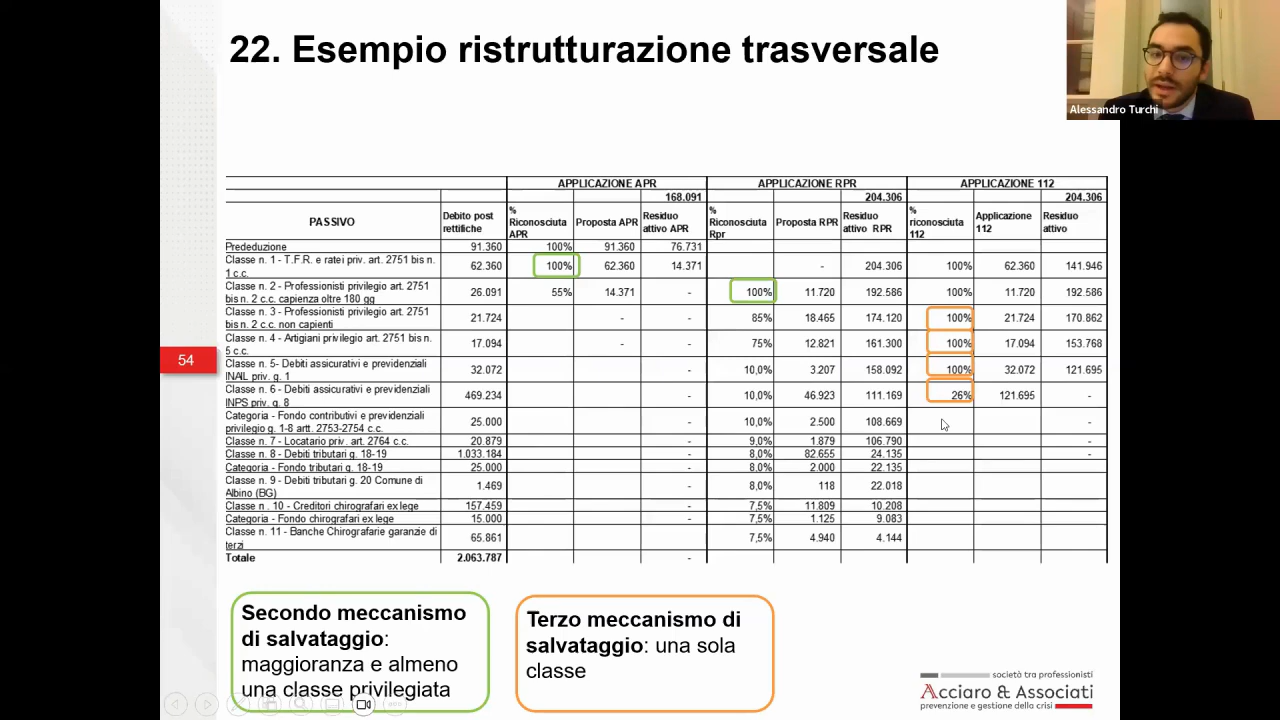 22. Esempio ristrutturazione trasversale
Alessandro Turchi
APPLICAZIONE APR APPLICAZIONE RPR APPLICAZIONE 112
168.091 204.306 204.306
PASSIVO Debito post rettifiche % Riconosciuta APR Proposta APR Residuo attivo APR % Riconosciuta Rpr Proposta RPR Residuo attivo RPR % riconosciuta 112 Applicazione 112 Residuo attivo
Prededuzione 91.360 100% 91.360 76.731
Classe n. 1 - T.F.R. e ratei priv. art. 2751 bis n. 1 c.c. 62.360 100% 62.360 14.371 - 204.306 100% 62.360 141.946
Classe n. 2 - Professionisti privilegio art. 2751 bis n. 2 c.c. capienza oltre 180 gg 26.091 55% 14.371 - 100% 11.720 192.586 100% 11.720 192.586
Classe n. 3 - Professionisti privilegio art. 2751 bis n. 2 c.c. non capienti 21.724 - - 85% 18.465 174.120 100% 21.724 170.862
Classe n. 4 - Artigiani privilegio art. 2751 bis n. 5 c.c. 17.094 - - 75% 12.821 161.300 100% 17.094 153.768
Classe n. 5- Debiti assicurativi e previdenziali INAIL priv. g. 1 32.072 - 10,0% 3.207 158.092 100% 32.072 121.695
Classe n. 6 - Debiti assicurativi e previdenziali INPS priv. g. 8 469.234 - 10,0% 46.923 111.169 26% 121.695 -
Categoria - Fondo contributivi e previdenziali privilegio g. 1-8 artt. 2753-2754 c.c. 25.000 - 10,0% 2.500 108.669 -
Classe n. 7 - Locatario priv. art. 2764 c.c. 20.879 - 9,0% 1.879 106.790 -
Classe n. 8 - Debiti tributari g. 18-19 1.033.184 - 8,0% 82.655 24.135 -
Categoria - Fondo tributari g. 18-19 25.000 - 8,0% 2.000 22.135
Classe n. 9 - Debiti tributari g. 20 Comune di Albino (BG) 1.469 - 8,0% 118 22.018
Classe n . 10 - Creditori chirografari ex lege 157.459 - 7,5% 11.809 10.208
Categoria - Fondo chirografari ex lege 15.000 - 7,5% 1.125 9.083
Classe n. 11 - Banche Chirografarie garanzie di terzi 65.861 - 7,5% 4.940 4.144
Totale 2.063.787 -
54
Secondo meccanismo
di salvataggio:
maggioranza e almeno
una classe privilegiata
Terzo meccanismo di
salvataggio: una sola
classe
società tra professionisti
Acciaro & Associati
prevenzione e gestione della crisi